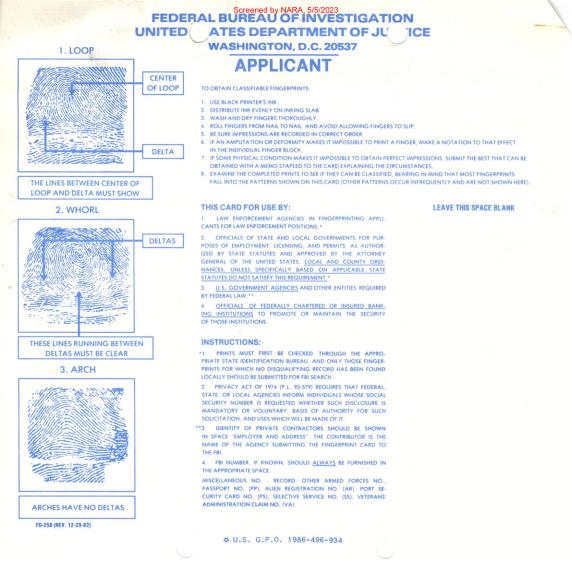 Screened by NARA, 5/5/2023
FEDERAL BUREAU OF INVESTIGATION
UNITED STATES DEPARTMENT OF JUSTICE
WASHINGTON, D.C. 20537
APPLICANT
1. LOOP
CENTER
OF LOOP
DELTA
THE LINES BETWEEN CENTER OF
LOOP AND DELTA MUST SHOW
2. WHORL
DELTAS
THESE LINES RUNNING BETWEEN
DELTAS MUST BE CLEAR
3. ARCH
ARCHES HAVE NO DELTAS
FD-258 (REV. 12-29-82)
TO OBTAIN CLASSIFIABLE FINGERPRINTS:
1. USE BLACK PRINTER'S INK.
2. DISTRIBUTE INK EVENLY ON INKING SLAB.
3. WASH AND DRY FINGERS THOROUGHLY.
4. ROLL FINGERS FROM NAIL TO NAIL, AND AVOID ALLOWING FINGERS TO SLIP.
5. BE SURE IMPRESSIONS ARE RECORDED IN CORRECT ORDER.
6. IF AN AMPUTATION OR DEFORMITY MAKES IT IMPOSSIBLE TO PRINT A FINGER, MAKE A NOTATION TO THAT EFFECT
IN THE INDIVIDUAL FINGER BLOCK.
7. IF SOME PHYSICAL CONDITION MAKES IT IMPOSSIBLE TO OBTAIN PERFECT IMPRESSIONS, SUBMIT THE BEST THAT CAN BE
OBTAINED WITH A MEMO STAPLED TO THE CARD EXPLAINING THE CIRCUMSTANCES.
8. EXAMINE THE COMPLETED PRINTS TO SEE IF THEY CAN BE CLASSIFIED, BEARING IN MIND THAT MOST FINGERPRINTS
FALL INTO THE PATTERNS SHOWN ON THIS CARD (OTHER PATTERNS OCCUR INFREQUENTLY AND ARE NOT SHOWN HERE).
THIS CARD FOR USE BY:
LEAVE THIS SPACE BLANK
1. LAW ENFORCEMENT AGENCIES IN FINGERPRINTING APPLI-
CANTS FOR LAW ENFORCEMENT POSITIONS.*
2. OFFICIALS OF STATE AND LOCAL GOVERNMENTS FOR PUR-
POSES OF EMPLOYMENT, LICENSING, AND PERMITS, AS AUTHOR-
IZED BY STATE STATUTES AND APPROVED BY THE ATTORNEY
GENERAL OF THE UNITED STATES. LOCAL AND COUNTY ORDI-
NANCES, UNLESS SPECIFICALLY BASED ON APPLICABLE STATE
STATUTES DO NOT SATISFY THIS REQUIREMENT.*
3. U.S. GOVERNMENT AGENCIES AND OTHER ENTITIES REQUIRED
BY FEDERAL LAW.**
4. OFFICIALS OF FEDERALLY CHARTERED OR INSURED BANK-
ING INSTITUTIONS TO PROMOTE OR MAINTAIN THE SECURITY
OF THOSE INSTITUTIONS.
INSTRUCTIONS:
*1. PRINTS MUST FIRST BE CHECKED THROUGH THE APPRO-
PRIATE STATE IDENTIFICATION BUREAU, AND ONLY THOSE FINGER-
PRINTS FOR WHICH NO DISQUALIFYING RECORD HAS BEEN FOUND
LOCALLY SHOULD BE SUBMITTED FOR FBI SEARCH.
2. PRIVACY ACT OF 1974 (P.L. 93-579) REQUIRES THAT FEDERAL,
STATE, OR LOCAL AGENCIES INFORM INDIVIDUALS WHOSE SOCIAL
SECURITY NUMBER IS REQUESTED WHETHER SUCH DISCLOSURE IS
MANDATORY OR VOLUNTARY, BASIS OF AUTHORITY FOR SUCH
SOLICITATION, AND USES WHICH WILL BE MADE OF IT.
**3. IDENTITY OF PRIVATE CONTRACTORS SHOULD BE SHOWN
IN SPACE "EMPLOYER AND ADDRESS". THE CONTRIBUTOR IS THE
NAME OF THE AGENCY SUBMITTING THE FINGERPRINT CARD TO
THE FBI.
4. FBI NUMBER, IF KNOWN, SHOULD ALWAYS BE FURNISHED IN
THE APPROPRIATE SPACE.
MISCELLANEOUS NO. - RECORD: OTHER ARMED FORCES NO.,
PASSPORT NO. (PP), ALIEN REGISTRATION NO. (AR), PORT SE-
CURITY CARD NO. (PS), SELECTIVE SERVICE NO. (SS), VETERANS'
ADMINISTRATION CLAIM NO. (VA).
☆ U.S. G.P.O. 1986-496-934